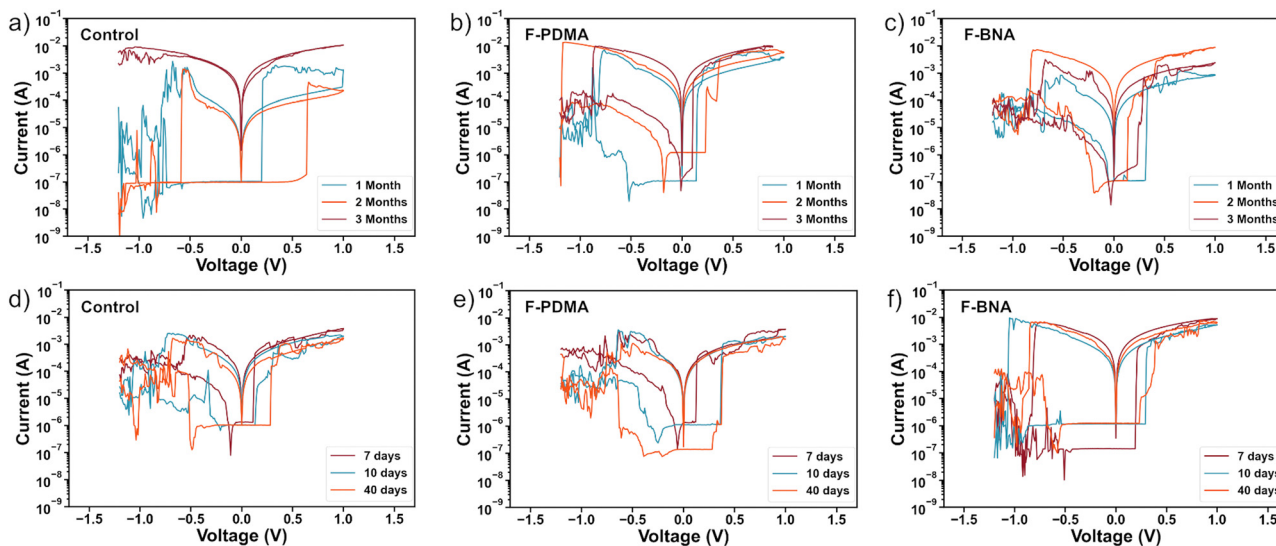 a)
Control
Current (A)
10⁻¹
10⁻²
10⁻³
10⁻⁴
10⁻⁵
10⁻⁶
10⁻⁷
10⁻⁸
10⁻⁹
1 Month
2 Months
3 Months
−1.5 −1.0 −0.5 0.0 0.5 1.0 1.5
Voltage (V)
b)
F-PDMA
Current (A)
10⁻¹
10⁻²
10⁻³
10⁻⁴
10⁻⁵
10⁻⁶
10⁻⁷
10⁻⁸
10⁻⁹
1 Month
2 Months
3 Months
−1.5 −1.0 −0.5 0.0 0.5 1.0 1.5
Voltage (V)
c)
F-BNA
Current (A)
10⁻¹
10⁻²
10⁻³
10⁻⁴
10⁻⁵
10⁻⁶
10⁻⁷
10⁻⁸
10⁻⁹
1 Month
2 Months
3 Months
−1.5 −1.0 −0.5 0.0 0.5 1.0 1.5
Voltage (V)
d)
Control
Current (A)
10⁻¹
10⁻²
10⁻³
10⁻⁴
10⁻⁵
10⁻⁶
10⁻⁷
10⁻⁸
10⁻⁹
7 days
10 days
40 days
−1.5 −1.0 −0.5 0.0 0.5 1.0 1.5
Voltage (V)
e)
F-PDMA
Current (A)
10⁻¹
10⁻²
10⁻³
10⁻⁴
10⁻⁵
10⁻⁶
10⁻⁷
10⁻⁸
10⁻⁹
7 days
10 days
40 days
−1.5 −1.0 −0.5 0.0 0.5 1.0 1.5
Voltage (V)
f)
F-BNA
Current (A)
10⁻¹
10⁻²
10⁻³
10⁻⁴
10⁻⁵
10⁻⁶
10⁻⁷
10⁻⁸
10⁻⁹
7 days
10 days
40 days
−1.5 −1.0 −0.5 0.0 0.5 1.0 1.5
Voltage (V)